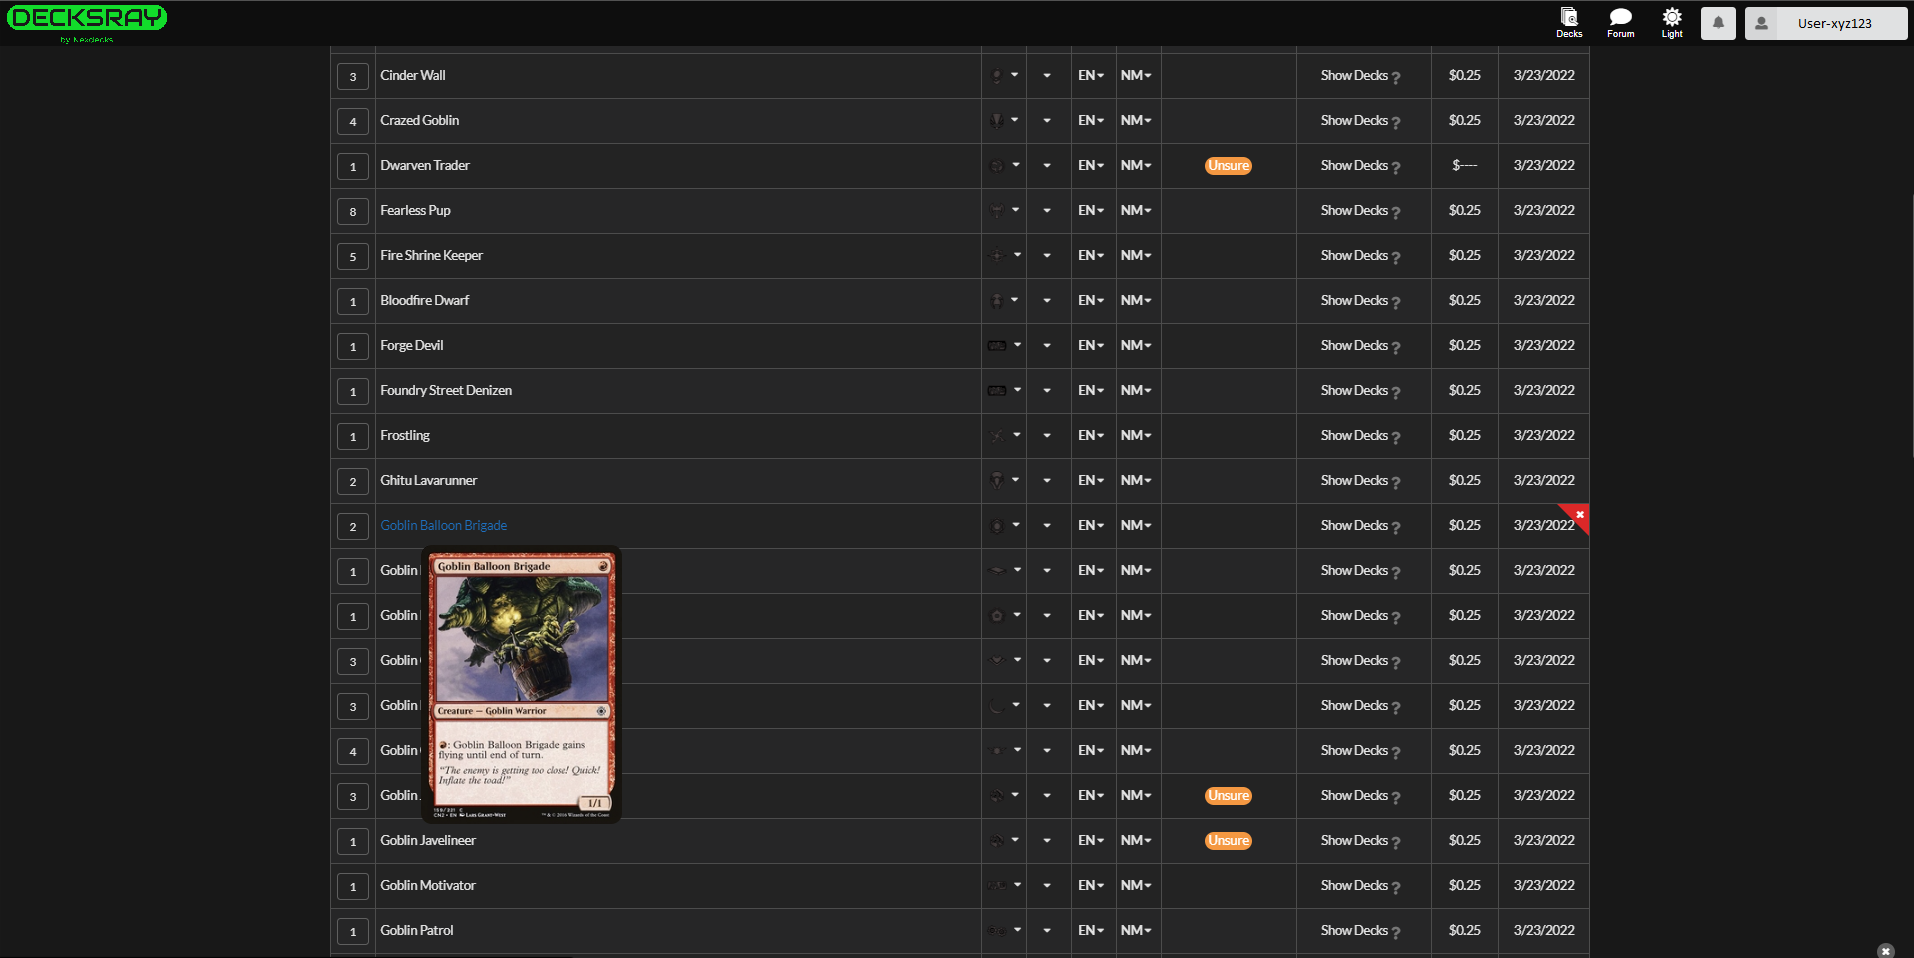 DECKSRAY
by Nexdecks
Decks Forum Light User-xyz123
3 Cinder Wall EN NM Show Decks ? $0.25 3/23/2022
4 Crazed Goblin EN NM Show Decks ? $0.25 3/23/2022
1 Dwarven Trader EN NM Unsure Show Decks ? $---- 3/23/2022
8 Fearless Pup EN NM Show Decks ? $0.25 3/23/2022
5 Fire Shrine Keeper EN NM Show Decks ? $0.25 3/23/2022
1 Bloodfire Dwarf EN NM Show Decks ? $0.25 3/23/2022
1 Forge Devil EN NM Show Decks ? $0.25 3/23/2022
1 Foundry Street Denizen EN NM Show Decks ? $0.25 3/23/2022
1 Frostling EN NM Show Decks ? $0.25 3/23/2022
2 Ghitu Lavarunner EN NM Show Decks ? $0.25 3/23/2022
2 Goblin Balloon Brigade EN NM Show Decks ? $0.25 3/23/2022
1 Goblin EN NM Show Decks ? $0.25 3/23/2022
1 Goblin EN NM Show Decks ? $0.25 3/23/2022
3 Goblin EN NM Show Decks ? $0.25 3/23/2022
3 Goblin EN NM Show Decks ? $0.25 3/23/2022
4 Goblin EN NM Show Decks ? $0.25 3/23/2022
3 Goblin EN NM Unsure Show Decks ? $0.25 3/23/2022
1 Goblin Javelineer EN NM Unsure Show Decks ? $0.25 3/23/2022
1 Goblin Motivator EN NM Show Decks ? $0.25 3/23/2022
1 Goblin Patrol EN NM Show Decks ? $0.25 3/23/2022
Goblin Balloon Brigade
Creature — Goblin Warrior
: Goblin Balloon Brigade gains
flying until end of turn.
"The enemy is getting too close! Quick!
Inflate the toad!"
1/1
CN2 • EN Lars Grant-West ™ & © 2016 Wizards of the Coast